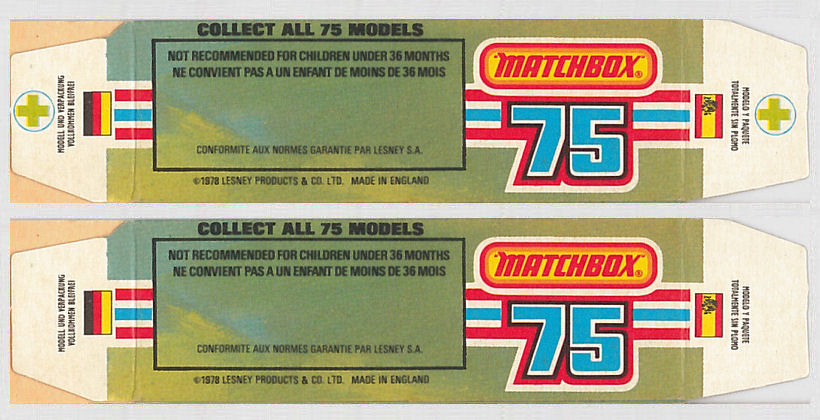 COLLECT ALL 75 MODELS
NOT RECOMMENDED FOR CHILDREN UNDER 36 MONTHS
NE CONVIENT PAS A UN ENFANT DE MOINS DE 36 MOIS
CONFORMITE AUX NORMES GARANTIE PAR LESNEY S.A.
©1978 LESNEY PRODUCTS & CO. LTD. MADE IN ENGLAND
MODELL UND VERPACKUNG
VOLLKOMMEN BLEIFREI
MATCHBOX®
75
MODELO Y PAQUETE
TOTALMENTE SIN PLOMO
COLLECT ALL 75 MODELS
NOT RECOMMENDED FOR CHILDREN UNDER 36 MONTHS
NE CONVIENT PAS A UN ENFANT DE MOINS DE 36 MOIS
CONFORMITE AUX NORMES GARANTIE PAR LESNEY S.A.
©1978 LESNEY PRODUCTS & CO. LTD. MADE IN ENGLAND
MODELL UND VERPACKUNG
VOLLKOMMEN BLEIFREI
MATCHBOX®
75
MODELO Y PAQUETE
TOTALMENTE SIN PLOMO